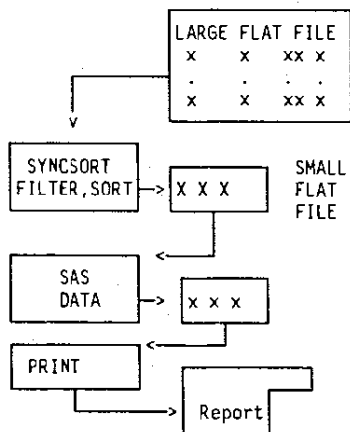 LARGE FLAT FILE
X X XX X
. . . .
X X XX X
SYNCSORT
FILTER, SORT
X X X
SMALL
FLAT
FILE
SAS
DATA
X X X
PRINT
Report